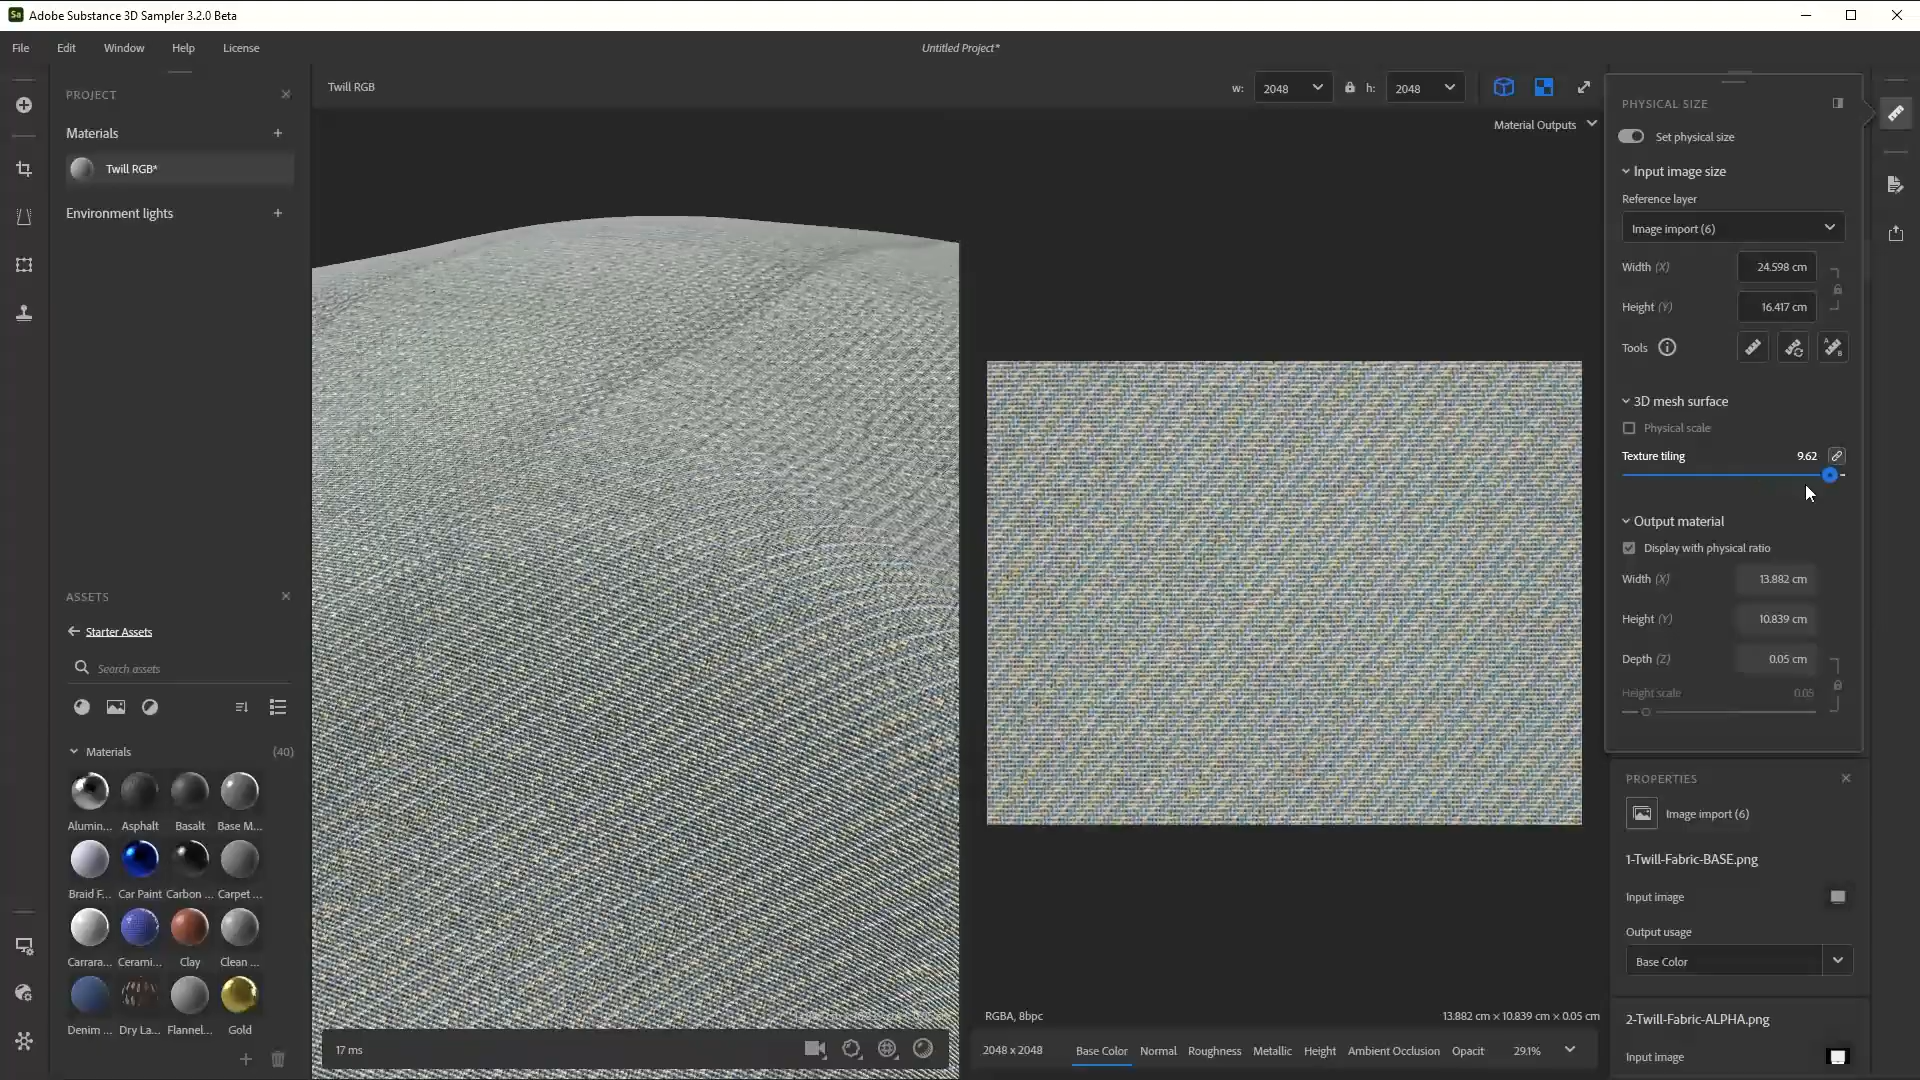 Adobe Substance 3D Sampler 3.2.0 Beta
File Edit Window Help License
Untitled Project*
PROJECT
Materials
Twill RGB*
Environment lights
ASSETS
Starter Assets
Search assets
Materials (40)
Alumin... Asphalt Basalt Base M...
Braid F... Car Paint Carbon ... Carpet ...
Carrara... Cerami... Clay Clean ...
Denim ... Dry La... Flannel... Gold
Twill RGB
w: 2048 h: 2048
Material Outputs
17 ms
RGBA, 8bpc
13.882 cm × 10.839 cm × 0.05 cm
2048 x 2048 Base Color Normal Roughness Metallic Height Ambient Occlusion Opacit 29.1%
PHYSICAL SIZE
Set physical size
Input image size
Reference layer
Image import (6)
Width (X) 24.598 cm
Height (Y) 16.417 cm
Tools
3D mesh surface
Physical scale
Texture tiling 9.62
Output material
Display with physical ratio
Width (X) 13.882 cm
Height (Y) 10.839 cm
Depth (Z) 0.05 cm
Height scale 0.05
PROPERTIES
Image import (6)
1-Twill-Fabric-BASE.png
Input image
Output usage
Base Color
2-Twill-Fabric-ALPHA.png
Input image